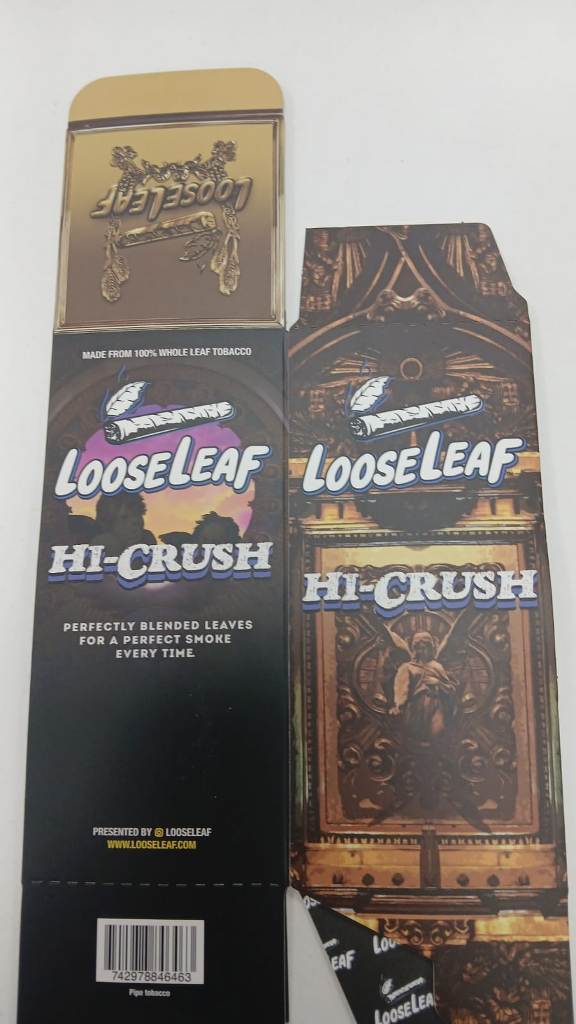 LOOSELEAF
MADE FROM 100% WHOLE LEAF TOBACCO
LOOSELEAF
HI-CRUSH
PERFECTLY BLENDED LEAVES
FOR A PERFECT SMOKE
EVERY TIME.
PRESENTED BY LOOSELEAF
WWW.LOOSELEAF.COM
742978846463
Pipe tobacco
LOOSELEAF
HI-CRUSH
LOOSELEA